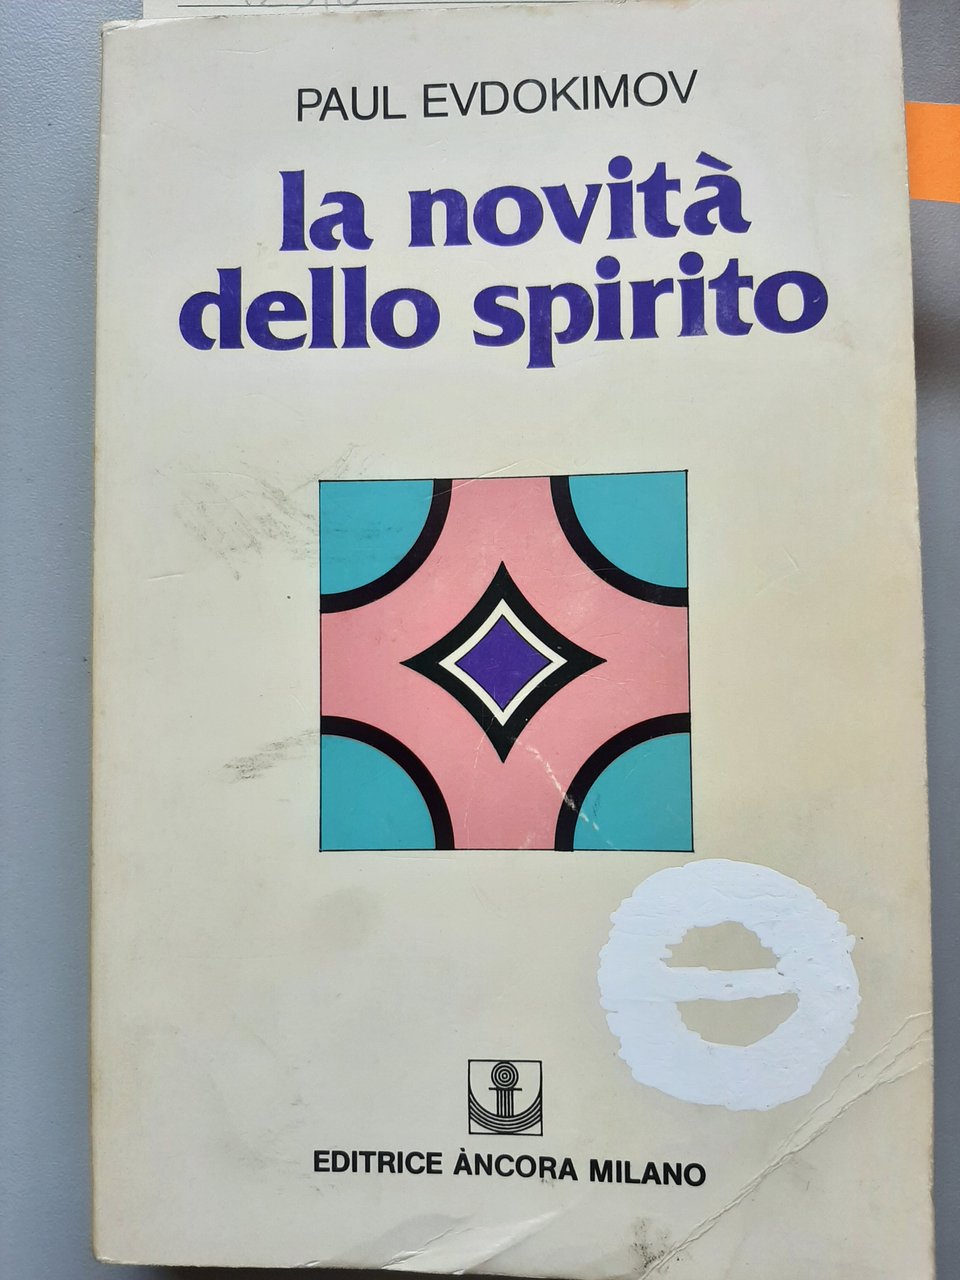 PAUL EVDOKIMOV
la novità
dello spirito
EDITRICE ÀNCORA MILANO